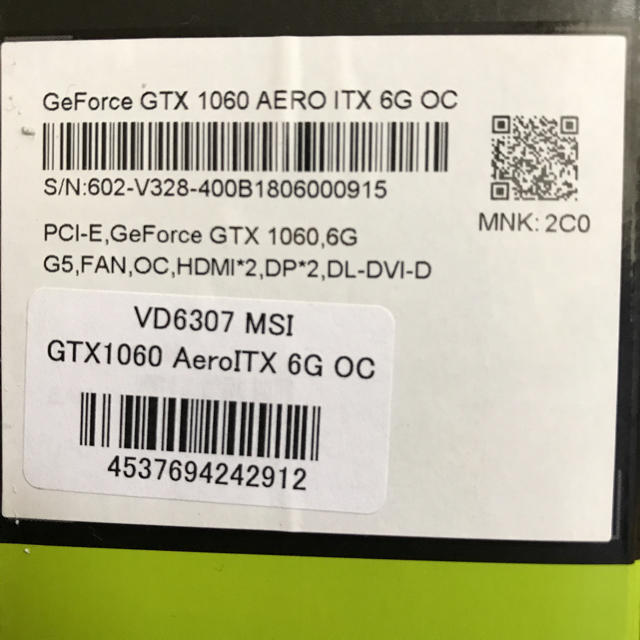 GeForce GTX 1060 AERO ITX 6G OC
S/N:602-V328-400B1806000915
MNK: 2C0
PCI-E,GeForce GTX 1060,6G
G5,FAN,OC,HDMI*2,DP*2,DL-DVI-D
VD6307 MSI
GTX1060 AeroITX 6G OC
4537694242912